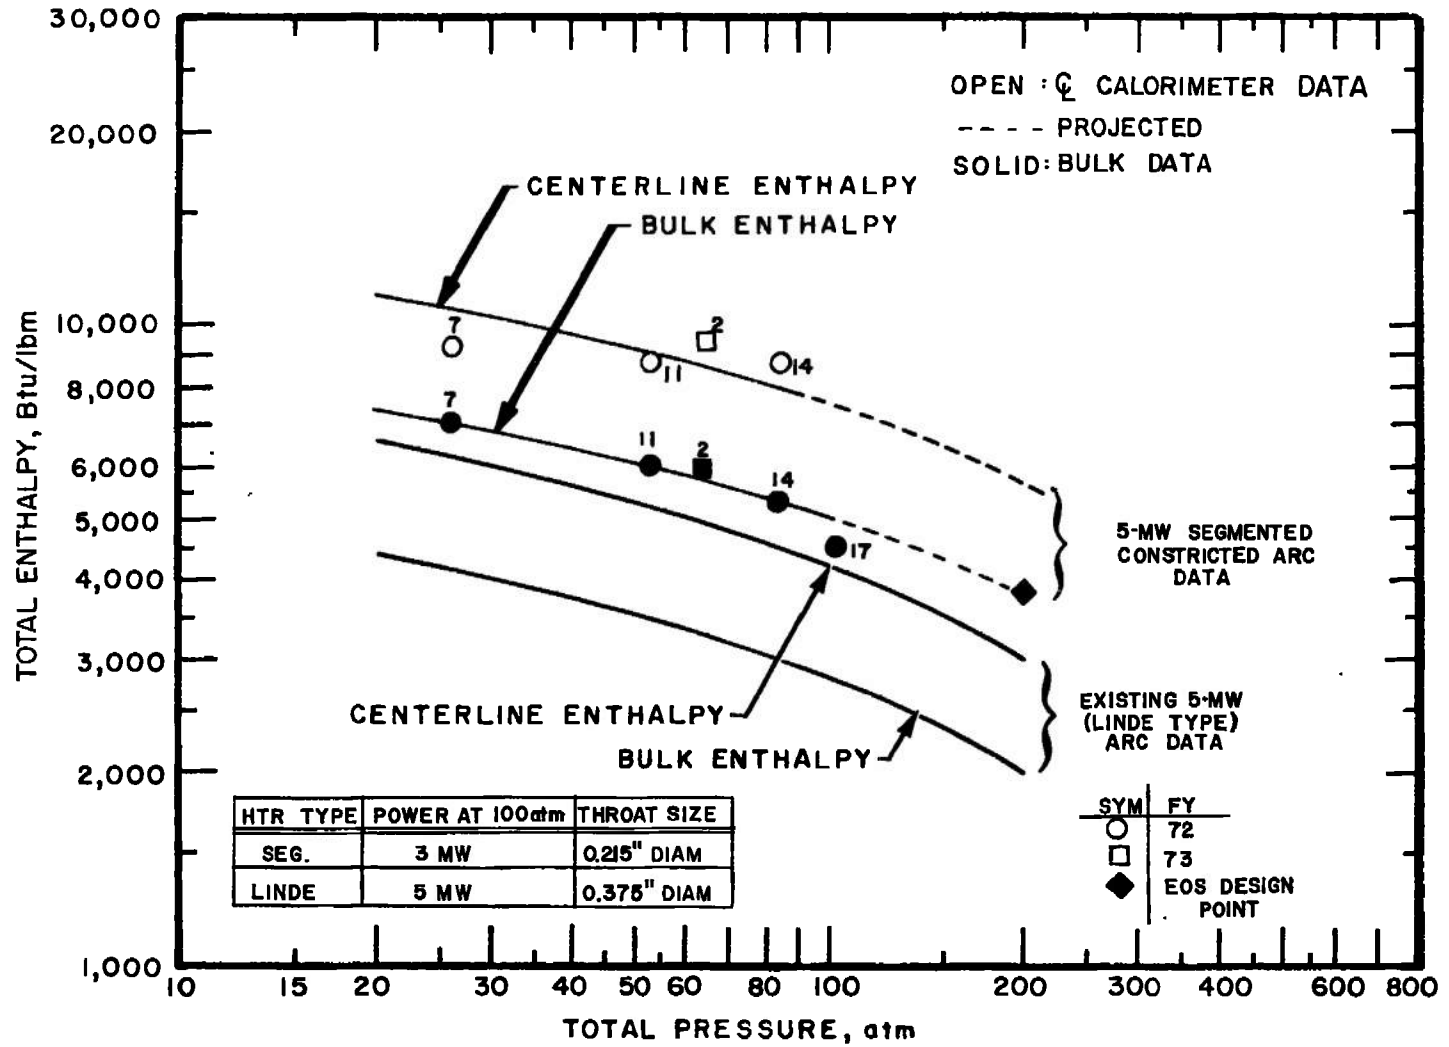 30,000
20,000
10,000
8,000
6,000
5,000
4,000
3,000
2,000
1,000
TOTAL ENTHALPY, Btu/lbm
OPEN : ℄ CALORIMETER DATA
---- PROJECTED
SOLID: BULK DATA
CENTERLINE ENTHALPY
BULK ENTHALPY
7
2
11
14
7
11
2
14
17
5-MW SEGMENTED
CONSTRICTED ARC
DATA
CENTERLINE ENTHALPY
BULK ENTHALPY
EXISTING 5-MW
(LINDE TYPE)
ARC DATA
HTR TYPE POWER AT 100atm THROAT SIZE
SEG. 3 MW 0.215" DIAM
LINDE 5 MW 0.375" DIAM
SYM FY
72
73
EOS DESIGN
POINT
10 15 20 30 40 50 60 80 100 200 300 400 600 800
TOTAL PRESSURE, atm